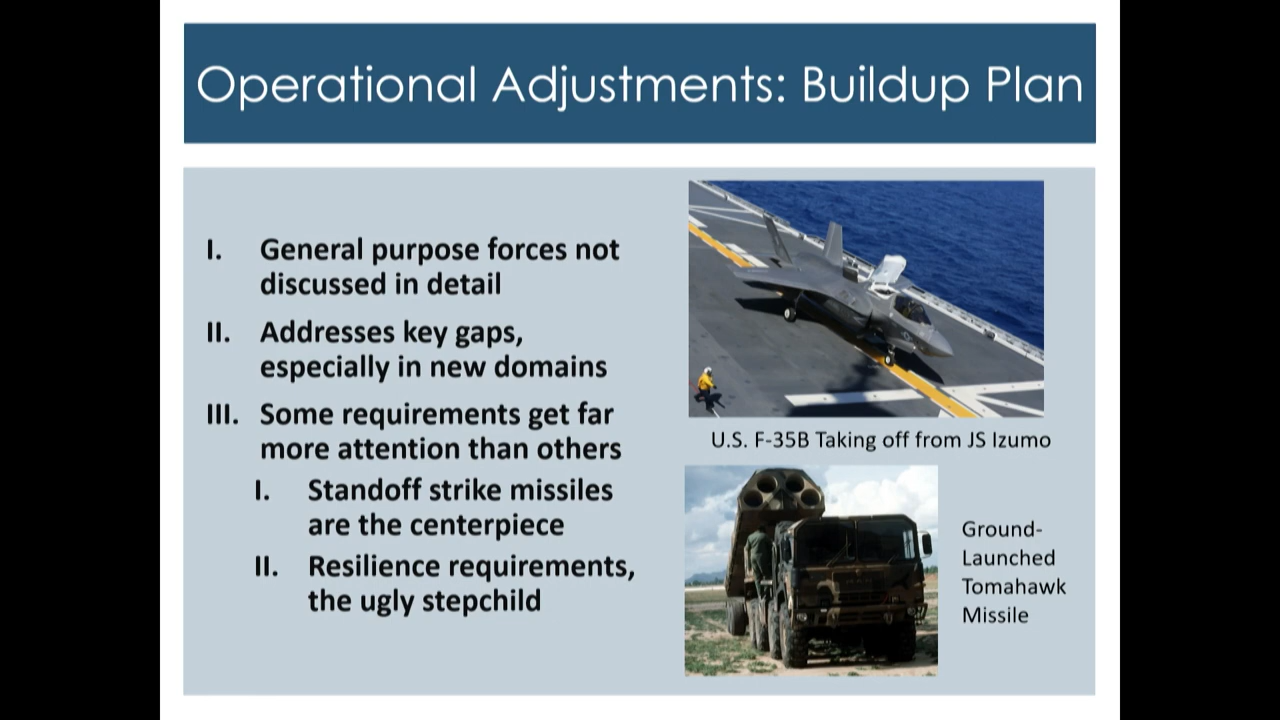 Operational Adjustments: Buildup Plan
I. General purpose forces not
discussed in detail
II. Addresses key gaps,
especially in new domains
III. Some requirements get far
more attention than others
I. Standoff strike missiles
are the centerpiece
II. Resilience requirements,
the ugly stepchild
U.S. F-35B Taking off from JS Izumo
Ground-
Launched
Tomahawk
Missile